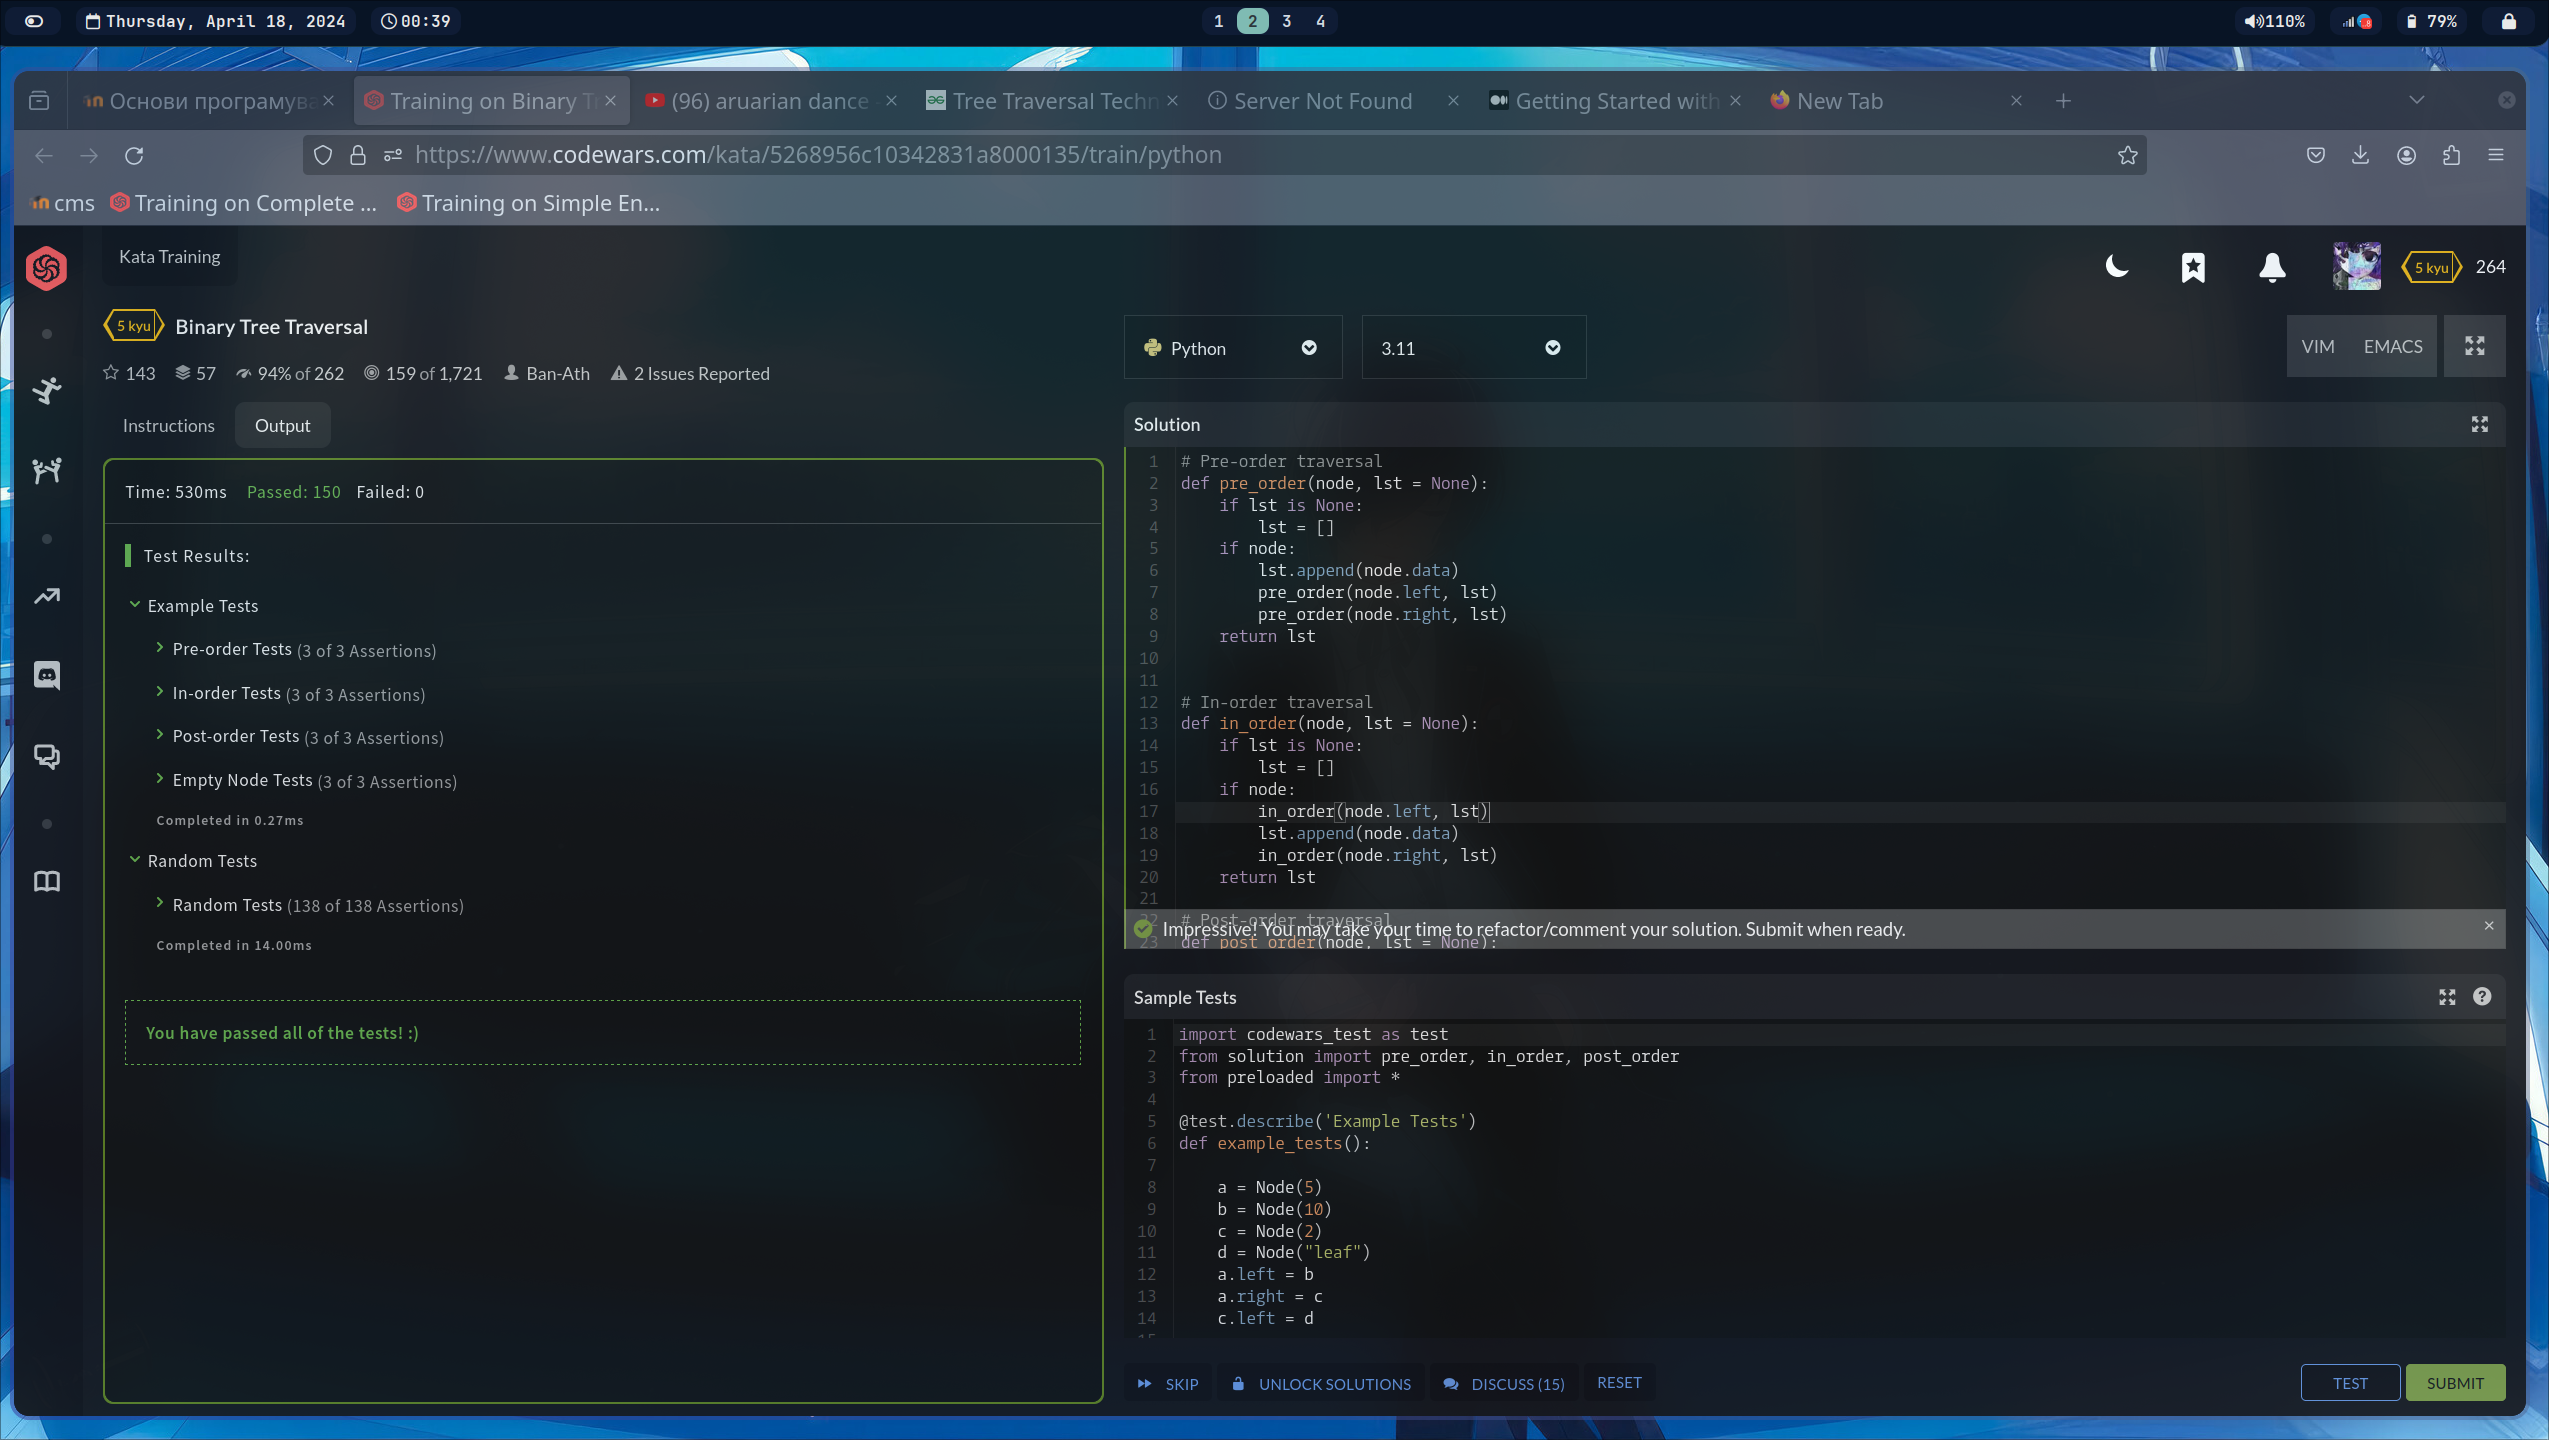 Thursday, April 18, 2024
00:39
1 2 3 4
110%
79%
Основи програмува
Training on Binary Tr
(96) aruarian dance -
Tree Traversal Techn
Server Not Found
Getting Started with
New Tab
https://www.codewars.com/kata/5268956c10342831a8000135/train/python
cms
Training on Complete ...
Training on Simple En...
Kata Training
5 kyu
264
5 kyu
Binary Tree Traversal
143
57
94% of 262
159 of 1,721
Ban-Ath
2 Issues Reported
Instructions
Output
Time: 530ms
Passed: 150
Failed: 0
Test Results:
Example Tests
Pre-order Tests (3 of 3 Assertions)
In-order Tests (3 of 3 Assertions)
Post-order Tests (3 of 3 Assertions)
Empty Node Tests (3 of 3 Assertions)
Completed in 0.27ms
Random Tests
Random Tests (138 of 138 Assertions)
Completed in 14.00ms
You have passed all of the tests! :)
Python
3.11
VIM
EMACS
Solution
1 # Pre-order traversal
2 def pre_order(node, lst = None):
3     if lst is None:
4         lst = []
5     if node:
6         lst.append(node.data)
7         pre_order(node.left, lst)
8         pre_order(node.right, lst)
9     return lst
10
11
12 # In-order traversal
13 def in_order(node, lst = None):
14     if lst is None:
15         lst = []
16     if node:
17         in_order(node.left, lst)
18         lst.append(node.data)
19         in_order(node.right, lst)
20     return lst
21
22 # Post-order traversal
Impressive! You may take your time to refactor/comment your solution. Submit when ready.
23 def post_order(node, lst = None):
Sample Tests
1 import codewars_test as test
2 from solution import pre_order, in_order, post_order
3 from preloaded import *
4
5 @test.describe('Example Tests')
6 def example_tests():
7
8     a = Node(5)
9     b = Node(10)
10     c = Node(2)
11     d = Node("leaf")
12     a.left = b
13     a.right = c
14     c.left = d
SKIP
UNLOCK SOLUTIONS
DISCUSS (15)
RESET
TEST
SUBMIT